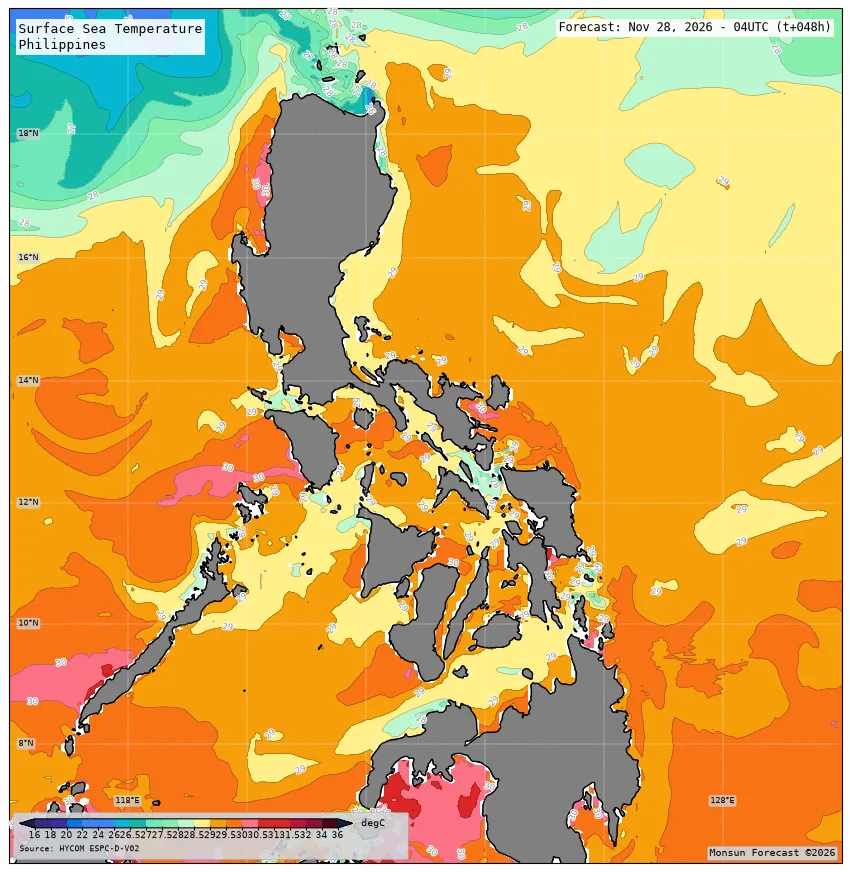 Surface Sea Temperature
Philippines
Forecast: Nov 28, 2026 - 04UTC (t+048h)
18°N
16°N
14°N
12°N
10°N
8°N
118°E
128°E
16 18 20 22 24 26 26.5 27 27.5 28 28.5 29 29.5 30 30.5 31 31.5 32 34 36
degC
Source: HYCOM ESPC-D-V02
Monsun Forecast ©2026